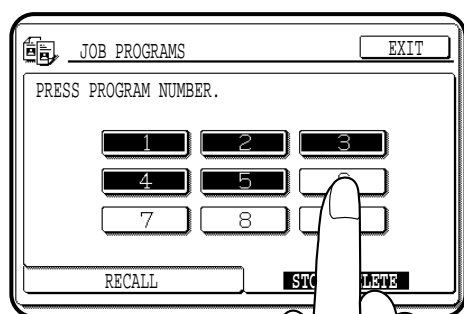 JOB PROGRAMS EXIT
PRESS PROGRAM NUMBER.
1 2 3
4 5
7 8
RECALL